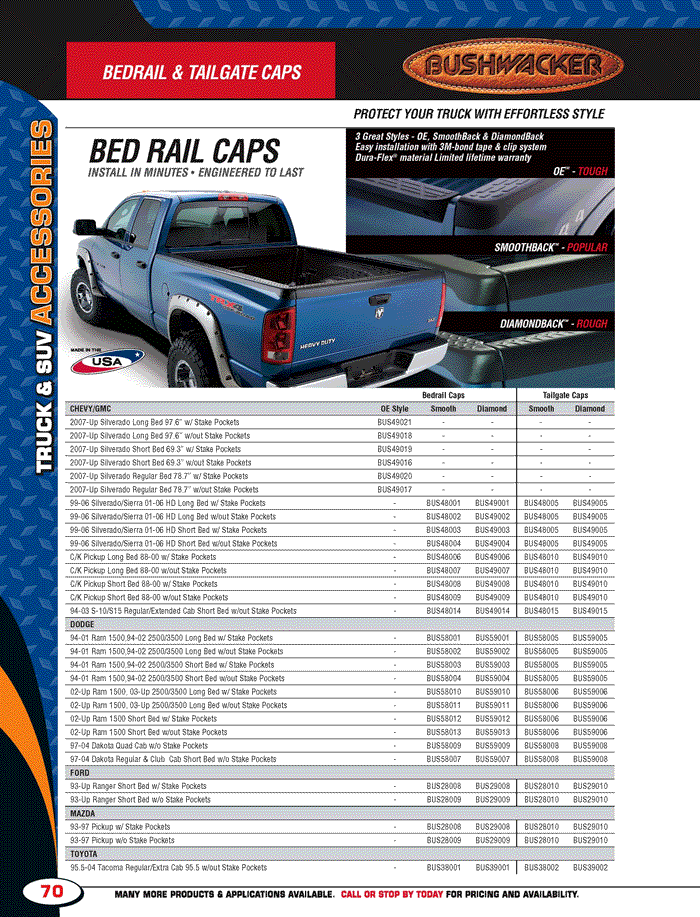 BEDRAIL & TAILGATE CAPS
BUSHWACKER
PROTECT YOUR TRUCK WITH EFFORTLESS STYLE
BED RAIL CAPS
INSTALL IN MINUTES • ENGINEERED TO LAST
3 Great Styles - OE, SmoothBack & DiamondBack
Easy installation with 3M-bond tape & clip system
Dura-Flex® material Limited lifetime warranty
OE™ - TOUGH
SMOOTHBACK™ - POPULAR
DIAMONDBACK™ - ROUGH
HEAVY DUTY
MADE IN THE
USA
TRUCK & SUV ACCESSORIES
Bedrail Caps Tailgate Caps
CHEVY/GMC OE Style Smooth Diamond Smooth Diamond
2007-Up Silverado Long Bed 97.6" w/ Stake Pockets BUS49021 - - - -
2007-Up Silverado Long Bed 97.6" w/out Stake Pockets BUS49018 - - - -
2007-Up Silverado Short Bed 69.3" w/ Stake Pockets BUS49019 - - - -
2007-Up Silverado Short Bed 69.3" w/out Stake Pockets BUS49016 - - - -
2007-Up Silverado Regular Bed 78.7" w/ Stake Pockets BUS49020 - - - -
2007-Up Silverado Regular Bed 78.7" w/out Stake Pockets BUS49017 - - - -
99-06 Silverado/Sierra 01-06 HD Long Bed w/ Stake Pockets - BUS48001 BUS49001 BUS48005 BUS49005
99-06 Silverado/Sierra 01-06 HD Long Bed w/out Stake Pockets - BUS48002 BUS49002 BUS48005 BUS49005
99-06 Silverado/Sierra 01-06 HD Short Bed w/ Stake Pockets - BUS48003 BUS49003 BUS48005 BUS49005
99-06 Silverado/Sierra 01-06 HD Short Bed w/out Stake Pockets - BUS48004 BUS49004 BUS48005 BUS49005
C/K Pickup Long Bed 88-00 w/ Stake Pockets - BUS48006 BUS49006 BUS48010 BUS49010
C/K Pickup Long Bed 88-00 w/out Stake Pockets - BUS48007 BUS49007 BUS48010 BUS49010
C/K Pickup Short Bed 88-00 w/ Stake Pockets - BUS48008 BUS49008 BUS48010 BUS49010
C/K Pickup Short Bed 88-00 w/out Stake Pockets - BUS48009 BUS49009 BUS48010 BUS49010
94-03 S-10/S15 Regular/Extended Cab Short Bed w/out Stake Pockets - BUS48014 BUS49014 BUS48015 BUS49015
DODGE
94-01 Ram 1500,94-02 2500/3500 Long Bed w/ Stake Pockets - BUS58001 BUS59001 BUS58005 BUS59005
94-01 Ram 1500,94-02 2500/3500 Long Bed w/out Stake Pockets - BUS58002 BUS59002 BUS58005 BUS59005
94-01 Ram 1500,94-02 2500/3500 Short Bed w/ Stake Pockets - BUS58003 BUS59003 BUS58005 BUS59005
94-01 Ram 1500,94-02 2500/3500 Short Bed w/out Stake Pockets - BUS58004 BUS59004 BUS58005 BUS59005
02-Up Ram 1500, 03-Up 2500/3500 Long Bed w/ Stake Pockets - BUS58010 BUS59010 BUS58006 BUS59006
02-Up Ram 1500, 03-Up 2500/3500 Long Bed w/out Stake Pockets - BUS58011 BUS59011 BUS58006 BUS59006
02-Up Ram 1500 Short Bed w/ Stake Pockets - BUS58012 BUS59012 BUS58006 BUS59006
02-Up Ram 1500 Short Bed w/out Stake Pockets - BUS58013 BUS59013 BUS58006 BUS59006
97-04 Dakota Quad Cab w/o Stake Pockets - BUS58009 BUS59009 BUS58008 BUS59008
97-04 Dakota Regular & Club Cab Short Bed w/o Stake Pockets - BUS58007 BUS59007 BUS58008 BUS59008
FORD
93-Up Ranger Short Bed w/ Stake Pockets - BUS28008 BUS29008 BUS28010 BUS29010
93-Up Ranger Short Bed w/o Stake Pockets - BUS28009 BUS29009 BUS28010 BUS29010
MAZDA
93-97 Pickup w/ Stake Pockets - BUS28008 BUS29008 BUS28010 BUS29010
93-97 Pickup w/o Stake Pockets - BUS28009 BUS29009 BUS28010 BUS29010
TOYOTA
95.5-04 Tacoma Regular/Extra Cab 95.5 w/out Stake Pockets - BUS38001 BUS39001 BUS38002 BUS39002
70
MANY MORE PRODUCTS & APPLICATIONS AVAILABLE. CALL OR STOP BY TODAY FOR PRICING AND AVAILABILITY.